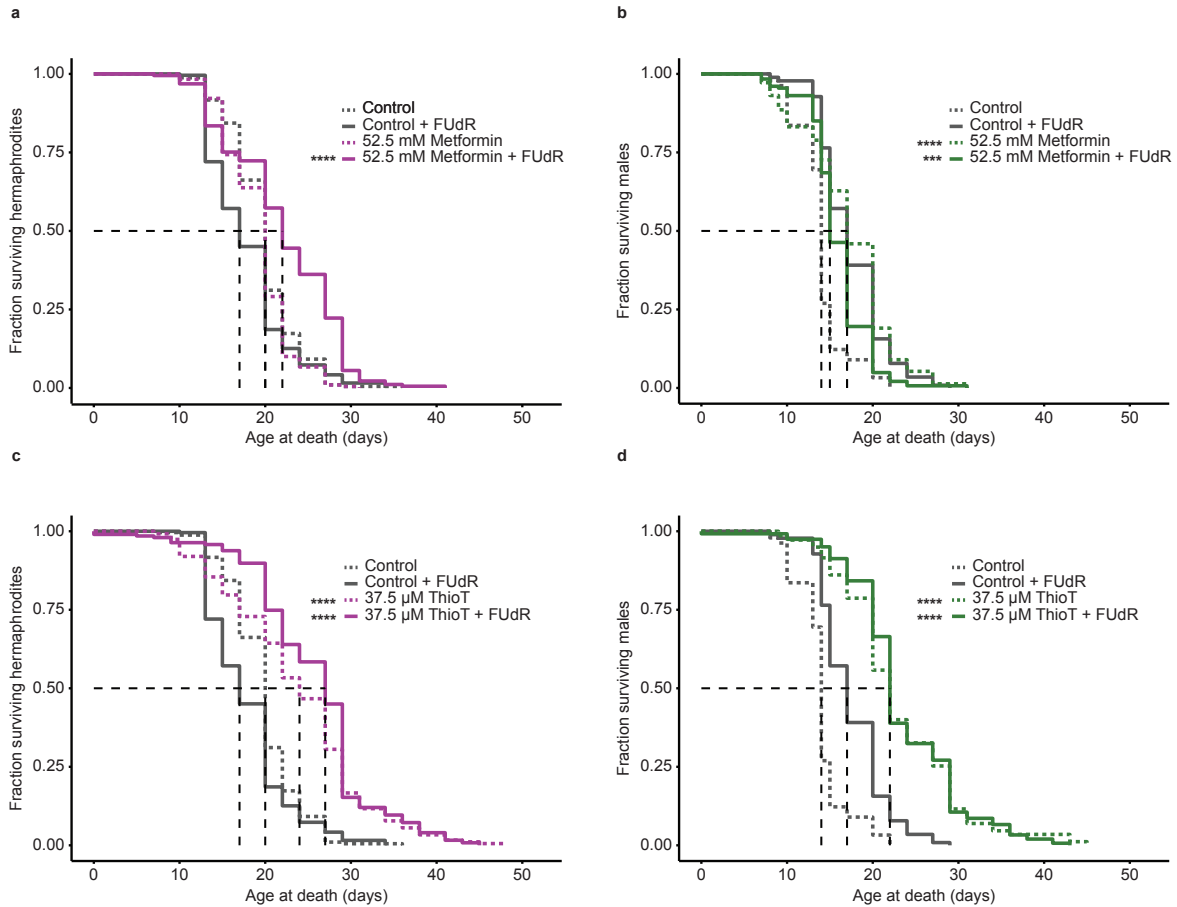 a
1.00
0.75
0.50
0.25
0.00
Fraction surviving hermaphrodites
Control
Control + FUdR
52.5 mM Metformin
**** 52.5 mM Metformin + FUdR
0 10 20 30 40 50
Age at death (days)
b
1.00
0.75
0.50
0.25
0.00
Fraction surviving males
Control
Control + FUdR
**** 52.5 mM Metformin
*** 52.5 mM Metformin + FUdR
0 10 20 30 40 50
Age at death (days)
c
1.00
0.75
0.50
0.25
0.00
Fraction surviving hermaphrodites
Control
Control + FUdR
**** 37.5 µM ThioT
**** 37.5 µM ThioT + FUdR
0 10 20 30 40 50
Age at death (days)
d
1.00
0.75
0.50
0.25
0.00
Fraction surviving males
Control
Control + FUdR
**** 37.5 µM ThioT
**** 37.5 µM ThioT + FUdR
0 10 20 30 40 50
Age at death (days)